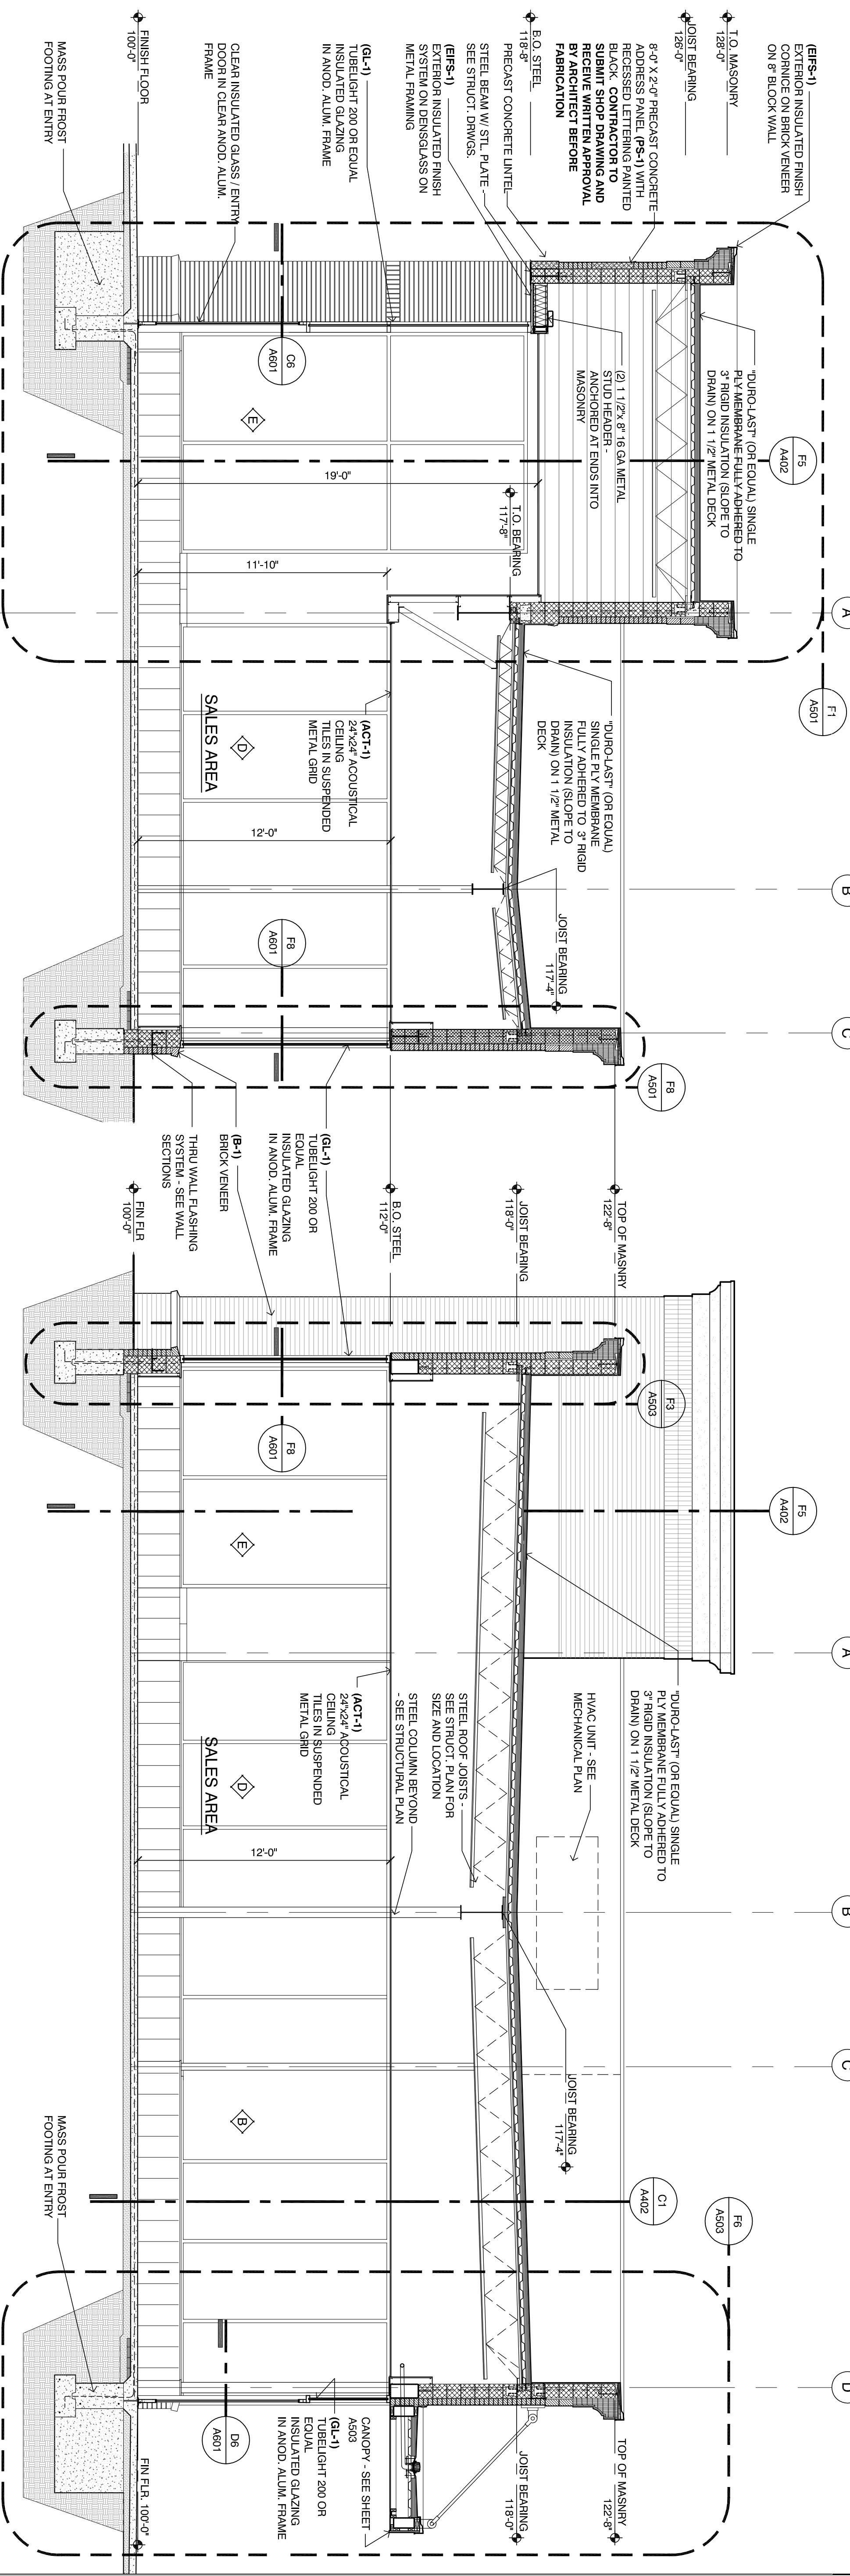 (EIFS-1)
EXTERIOR INSULATED FINISH
CORNICE ON BRICK VENEER
ON 8" BLOCK WALL
T.O. MASONRY
128'-0"
JOIST BEARING
126'-0"
8'-0" X 2'-0" PRECAST CONCRETE
ADDRESS PANEL (PS-1) WITH
RECESSED LETTERING PAINTED
BLACK. CONTRACTOR TO
SUBMIT SHOP DRAWING AND
RECEIVE WRITTEN APPROVAL
BY ARCHITECT BEFORE
FABRICATION
B.O. STEEL
118'-8"
PRECAST CONCRETE LINTEL
STEEL BEAM W/ STL. PLATE -
SEE STRUCT. DRWGS.
(EIFS-1)
EXTERIOR INSULATED FINISH
SYSTEM ON DENSGLASS ON
METAL FRAMING
(GL-1)
TUBELIGHT 200 OR EQUAL
INSULATED GLAZING
IN ANOD. ALUM. FRAME
CLEAR INSULATED GLASS / ENTRY
DOOR IN CLEAR ANOD. ALUM.
FRAME
FINISH FLOOR
100'-0"
MASS POUR FROST
FOOTING AT ENTRY
"DURO-LAST" (OR EQUAL) SINGLE
PLY MEMBRANE FULLY ADHERED TO
3" RIGID INSULATION (SLOPE TO
DRAIN) ON 1 1/2" METAL DECK
(2) 1 1/2"x 8" 16 GA METAL
STUD HEADER -
ANCHORED AT ENDS INTO
MASONRY
C6
A601
E
F5
A402
19'-0"
T.O. BEARING
117'-8"
11'-10"
A
F1
A501
"DURO-LAST" (OR EQUAL)
SINGLE PLY MEMBRANE
FULLY ADHERED TO 3" RIGID
INSULATION (SLOPE TO
DRAIN) ON 1 1/2" METAL
DECK
(ACT-1)
24"x24" ACOUSTICAL
CEILING
TILES IN SUSPENDED
METAL GRID
D
SALES AREA
12'-0"
B
JOIST BEARING
117'-4"
F8
A601
C
F8
A501
TOP OF MASNRY
122'-8"
JOIST BEARING
118'-0"
B.O. STEEL
112'-0"
(GL-1)
TUBELIGHT 200 OR
EQUAL
INSULATED GLAZING
IN ANOD. ALUM. FRAME
(B-1)
BRICK VENEER
THRU WALL FLASHING
SYSTEM - SEE WALL
SECTIONS
FIN FLR
100'-0"
F3
A503
F8
A601
F5
A402
E
A
"DURO-LAST" (OR EQUAL) SINGLE
PLY MEMBRANE FULLY ADHERED TO
3" RIGID INSULATION (SLOPE TO
DRAIN) ON 1 1/2" METAL DECK
HVAC UNIT - SEE
MECHANICAL PLAN
STEEL ROOF JOISTS -
SEE STRUCT. PLAN FOR
SIZE AND LOCATION
STEEL COLUMN BEYOND
- SEE STRUCTURAL PLAN
(ACT-1)
24"x24" ACOUSTICAL
CEILING
TILES IN SUSPENDED
METAL GRID
D
SALES AREA
12'-0"
B
C
JOIST BEARING
117'-4"
B
C1
A402
F6
A503
MASS POUR FROST
FOOTING AT ENTRY
D
D6
A601
CANOPY - SEE SHEET
A503
(GL-1)
TUBELIGHT 200 OR
EQUAL
INSULATED GLAZING
IN ANOD. ALUM. FRAME
TOP OF MASNRY
122'-8"
JOIST BEARING
118'-0"
FIN FLR. 100'-0"